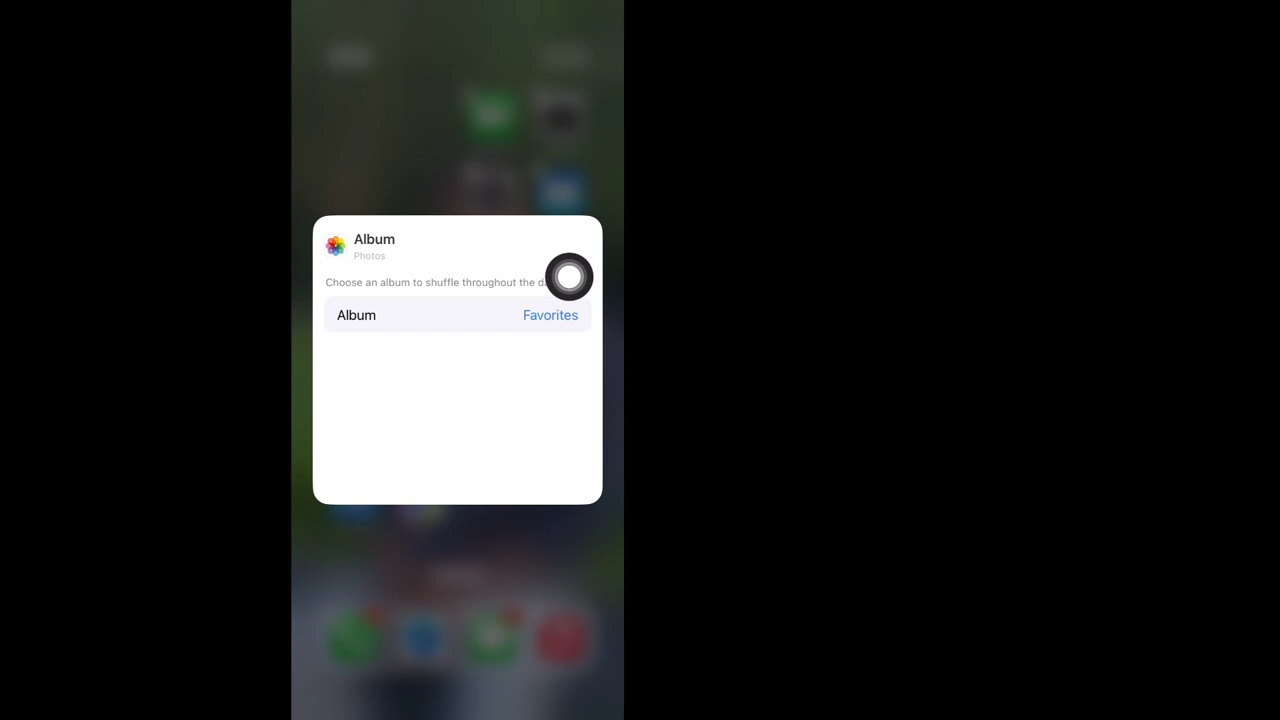 Album
Photos
Choose an album to shuffle throughout the
Album
Favorites